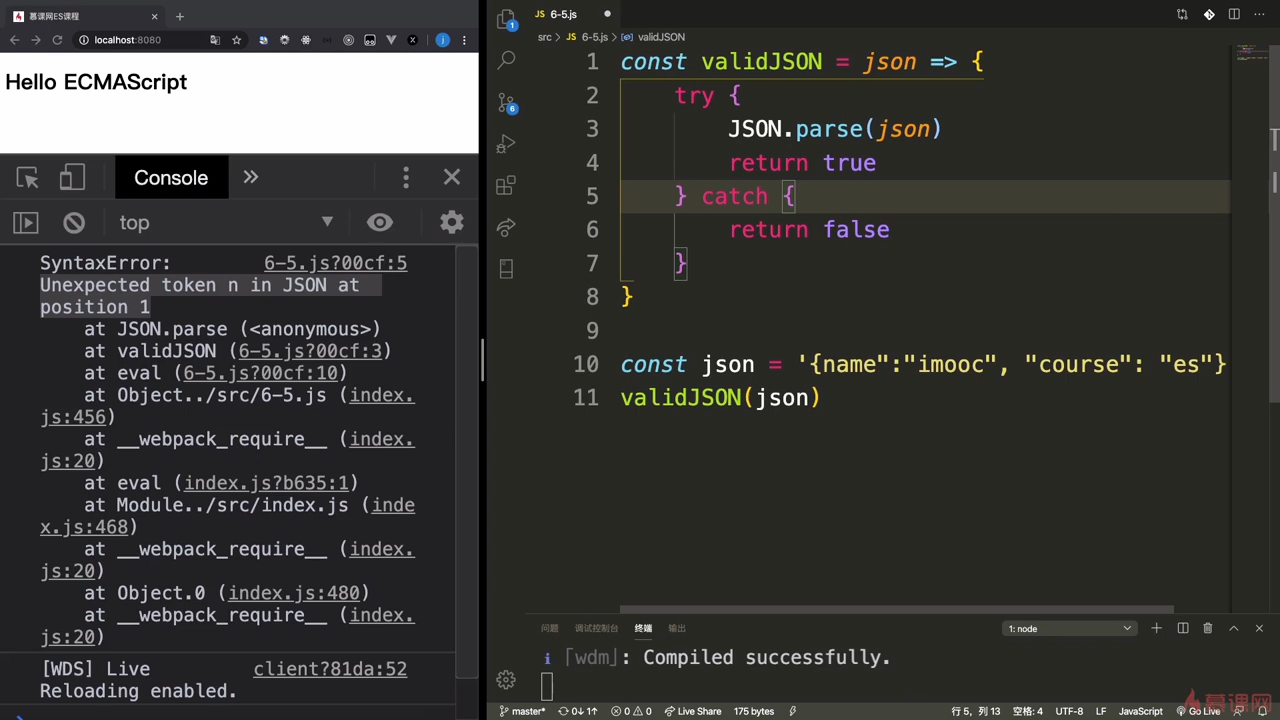 慕课网ES课程
localhost:8080
Hello ECMAScript
Console
top
SyntaxError: 6-5.js?00cf:5
Unexpected token n in JSON at
position 1
at JSON.parse (<anonymous>)
at validJSON (6-5.js?00cf:3)
at eval (6-5.js?00cf:10)
at Object../src/6-5.js (index.
js:456)
at __webpack_require__ (index.
js:20)
at eval (index.js?b635:1)
at Module../src/index.js (inde
x.js:468)
at __webpack_require__ (index.
js:20)
at Object.0 (index.js:480)
at __webpack_require__ (index.
js:20)
[WDS] Live client?81da:52
Reloading enabled.
JS 6-5.js
src > JS 6-5.js > validJSON
1 const validJSON = json => {
2 try {
3 JSON.parse(json)
4 return true
5 } catch {
6 return false
7 }
8 }
9
10 const json = '{name":"imooc", "course": "es"}
11 validJSON(json)
问题 调试控制台 终端 输出 1: node
i ｢wdm｣: Compiled successfully.
master* 0↓ 1↑ 0 0 Live Share 175 bytes 行 5，列 13 空格: 4 UTF-8 LF JavaScript Go Live
慕课网